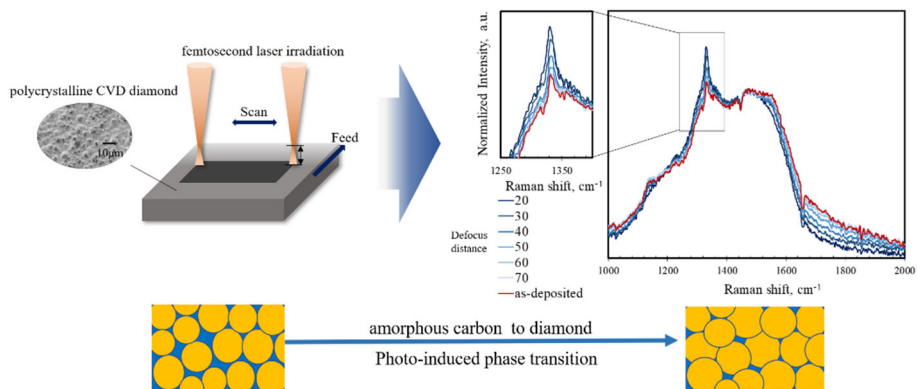 femtosecond laser irradiation
polycrystalline CVD diamond
10μm
Scan
Feed
Normalized Intensity, a.u.
1250
1350
Raman shift, cm-1
Defocus
distance
20
30
40
50
60
70
as-deposited
1000
1200
1400
1600
1800
2000
Raman shift, cm-1
amorphous carbon to diamond
Photo-induced phase transition